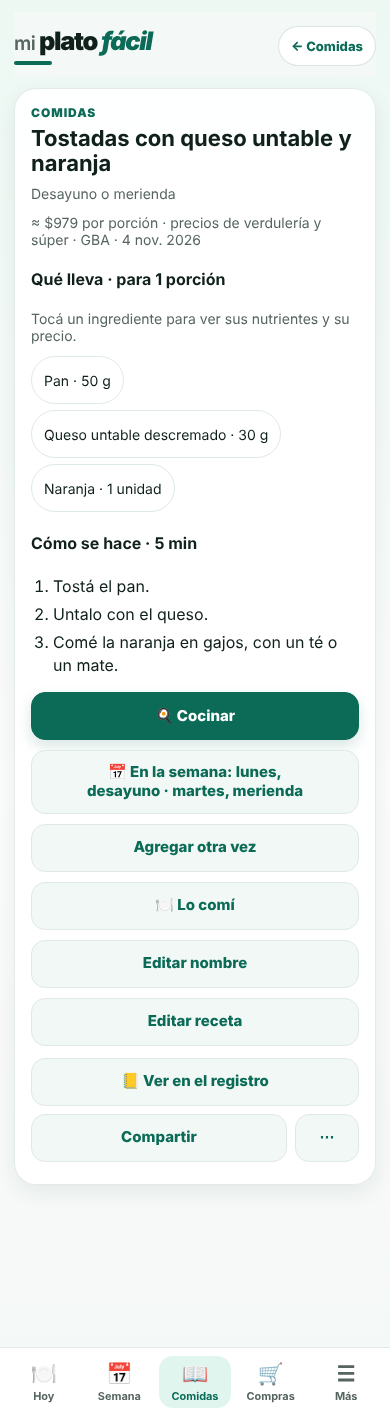 mi plato fácil
← Comidas
COMIDAS
Tostadas con queso untable y
naranja
Desayuno o merienda
≈ $979 por porción · precios de verdulería y
súper · GBA · 4 nov. 2026
Qué lleva · para 1 porción
Tocá un ingrediente para ver sus nutrientes y su
precio.
Pan · 50 g
Queso untable descremado · 30 g
Naranja · 1 unidad
Cómo se hace · 5 min
1. Tostá el pan.
2. Untalo con el queso.
3. Comé la naranja en gajos, con un té o
un mate.
🍳 Cocinar
📅 En la semana: lunes,
desayuno · martes, merienda
Agregar otra vez
🍽️ Lo comí
Editar nombre
Editar receta
📒 Ver en el registro
Compartir
⋯
Hoy
Semana
Comidas
Compras
Más